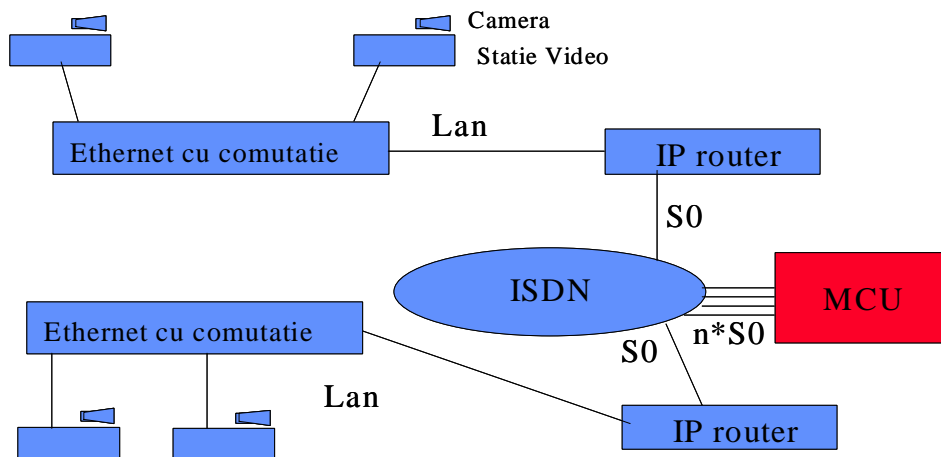 Camera
Statie Video
Lan
Ethernet cu comutatie
IP router
S0
ISDN
MCU
Ethernet cu comutatie
n*S0
S0
Lan
IP router